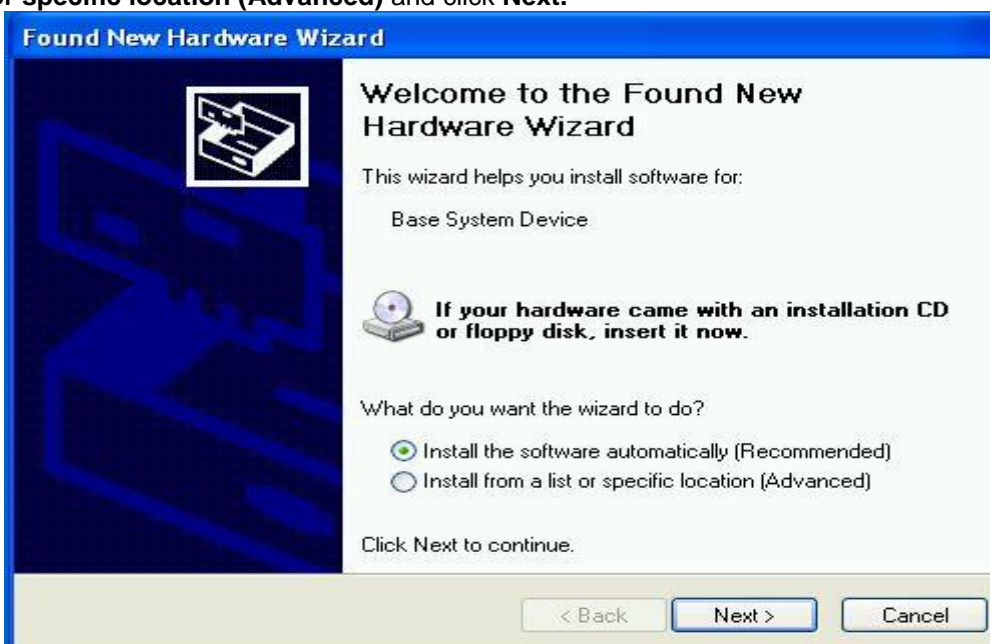 or specific location (Advanced) and click Next.
Found New Hardware Wizard
Welcome to the Found New
Hardware Wizard
This wizard helps you install software for:
Base System Device
If your hardware came with an installation CD
or floppy disk, insert it now.
What do you want the wizard to do?
Install the software automatically (Recommended)
Install from a list or specific location (Advanced)
Click Next to continue.
< Back Next > Cancel